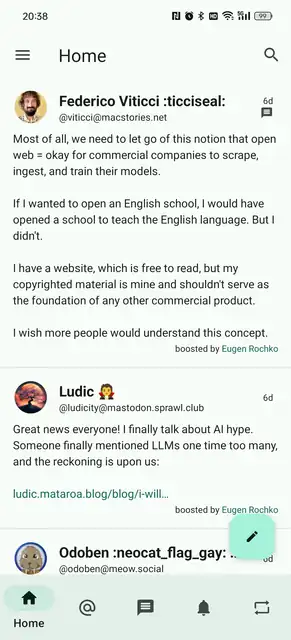 20:38
HD
5G
99
Home
Federico Viticci :ticciseal:
6d
@viticci@macstories.net
Most of all, we need to let go of this notion that open
web = okay for commercial companies to scrape,
ingest, and train their models.
If I wanted to open an English school, I would have
opened a school to teach the English language. But I
didn't.
I have a website, which is free to read, but my
copyrighted material is mine and shouldn't serve as
the foundation of any other commercial product.
I wish more people would understand this concept.
boosted by Eugen Rochko
Ludic 🧛
6d
@ludicity@mastodon.sprawl.club
Great news everyone! I finally talk about AI hype.
Someone finally mentioned LLMs one time too many,
and the reckoning is upon us:
ludic.mataroa.blog/blog/i-will…
boosted by Eugen Rochko
Odoben :neocat_flag_gay: :..
6d
@odoben@meow.social
Home